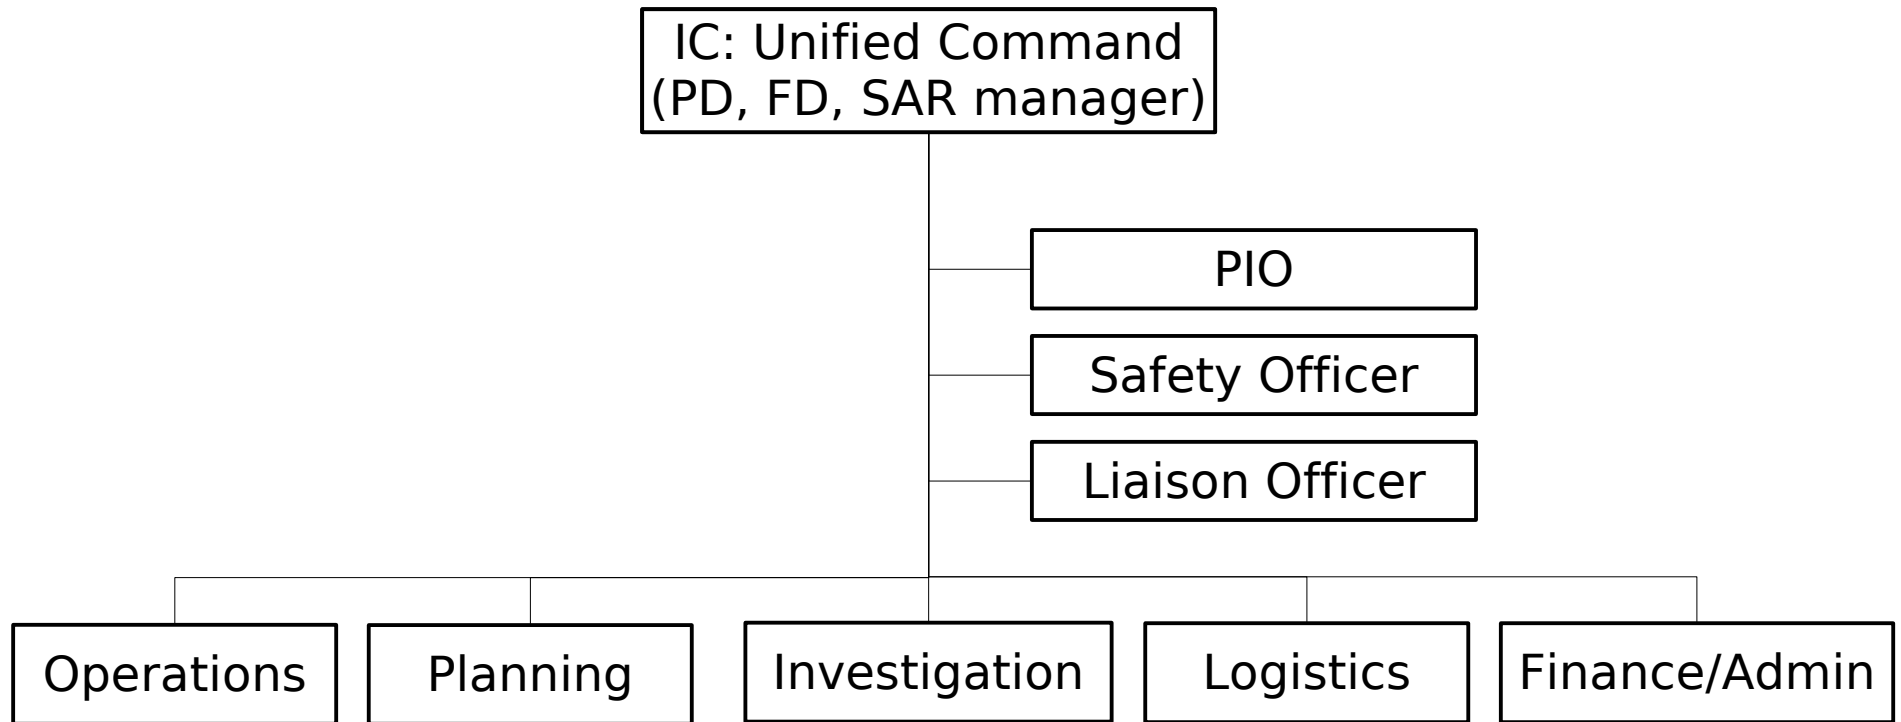 IC: Unified Command
(PD, FD, SAR manager)
PIO
Safety Officer
Liaison Officer
Operations
Planning
Investigation
Logistics
Finance/Admin